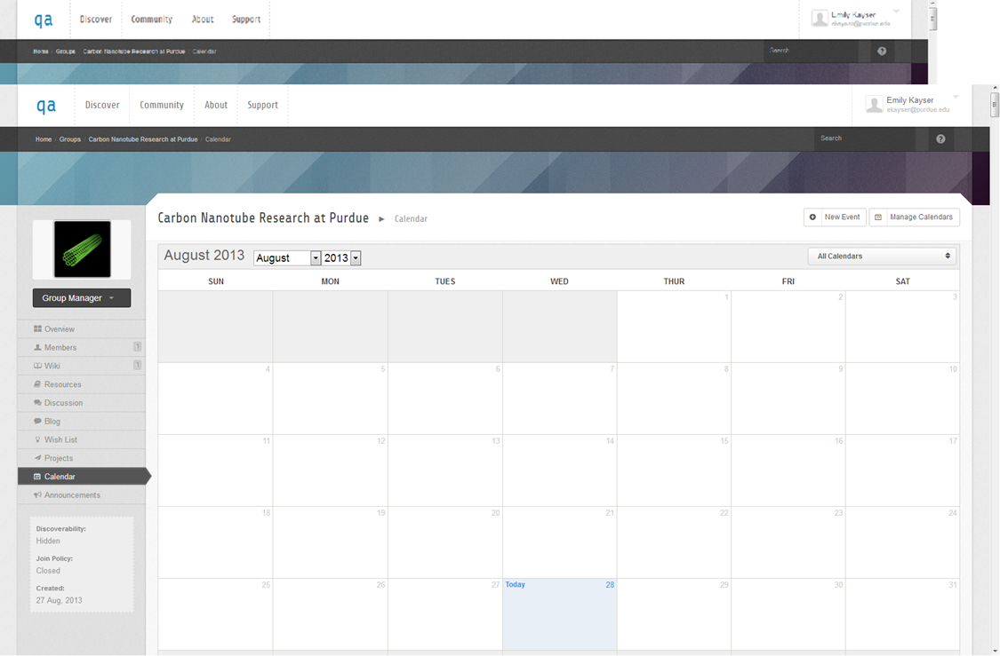 qa Discover Community About Support Emily Kayser
ekayser@purdue.edu
Home / Groups / Carbon Nanotube Research at Purdue / Calendar Search ?
qa Discover Community About Support Emily Kayser
ekayser@purdue.edu
Home / Groups / Carbon Nanotube Research at Purdue / Calendar Search ?
Carbon Nanotube Research at Purdue ► Calendar New Event Manage Calendars
August 2013 August 2013 All Calendars
SUN MON TUES WED THUR FRI SAT
1 2 3
4 5 6 7 8 9 10
11 12 13 14 15 16 17
18 19 20 21 22 23 24
25 26 27 Today 28 29 30 31
Group Manager
Overview
Members 1
Wiki 1
Resources
Discussion
Blog
Wish List
Projects
Calendar
Announcements
Discoverability:
Hidden
Join Policy:
Closed
Created:
27 Aug, 2013